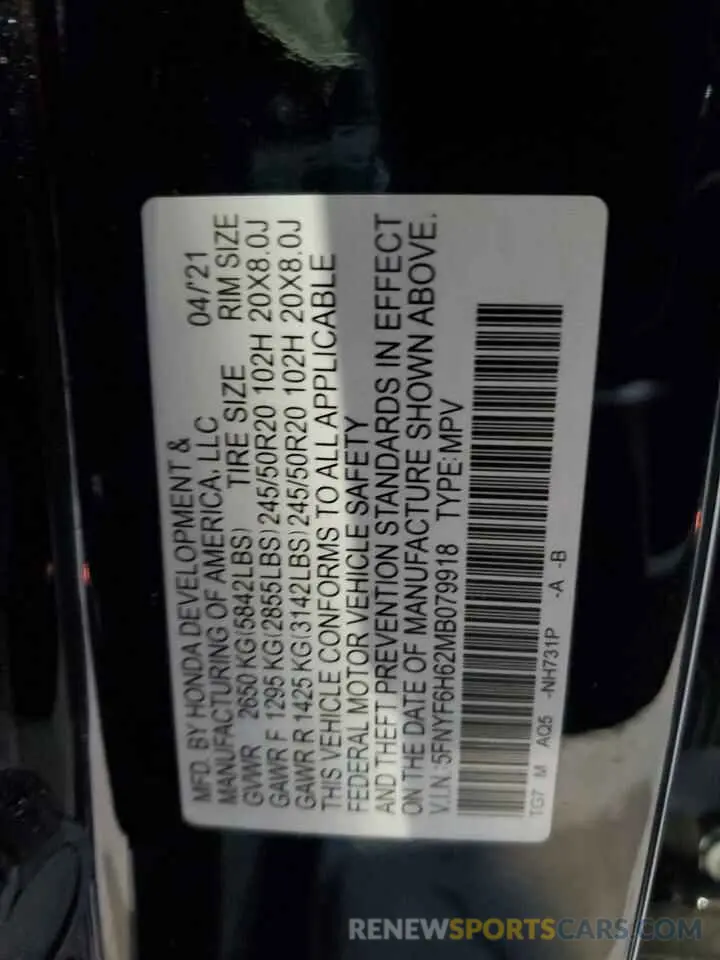 MFD. BY HONDA DEVELOPMENT & 04/'21
MANUFACTURING OF AMERICA, LLC
GVWR 2650 KG(5842LBS) TIRE SIZE RIM SIZE
GAWR F 1295 KG(2855LBS) 245/50R20 102H 20X8.0J
GAWR R 1425 KG(3142LBS) 245/50R20 102H 20X8.0J
THIS VEHICLE CONFORMS TO ALL APPLICABLE
FEDERAL MOTOR VEHICLE SAFETY
AND THEFT PREVENTION STANDARDS IN EFFECT
ON THE DATE OF MANUFACTURE SHOWN ABOVE.
V.I.N.:5FNYF6H62MB079918 TYPE:MPV
TG7 M AQ5 -NH731P -A -B
RENEWSPORTSCARS.COM